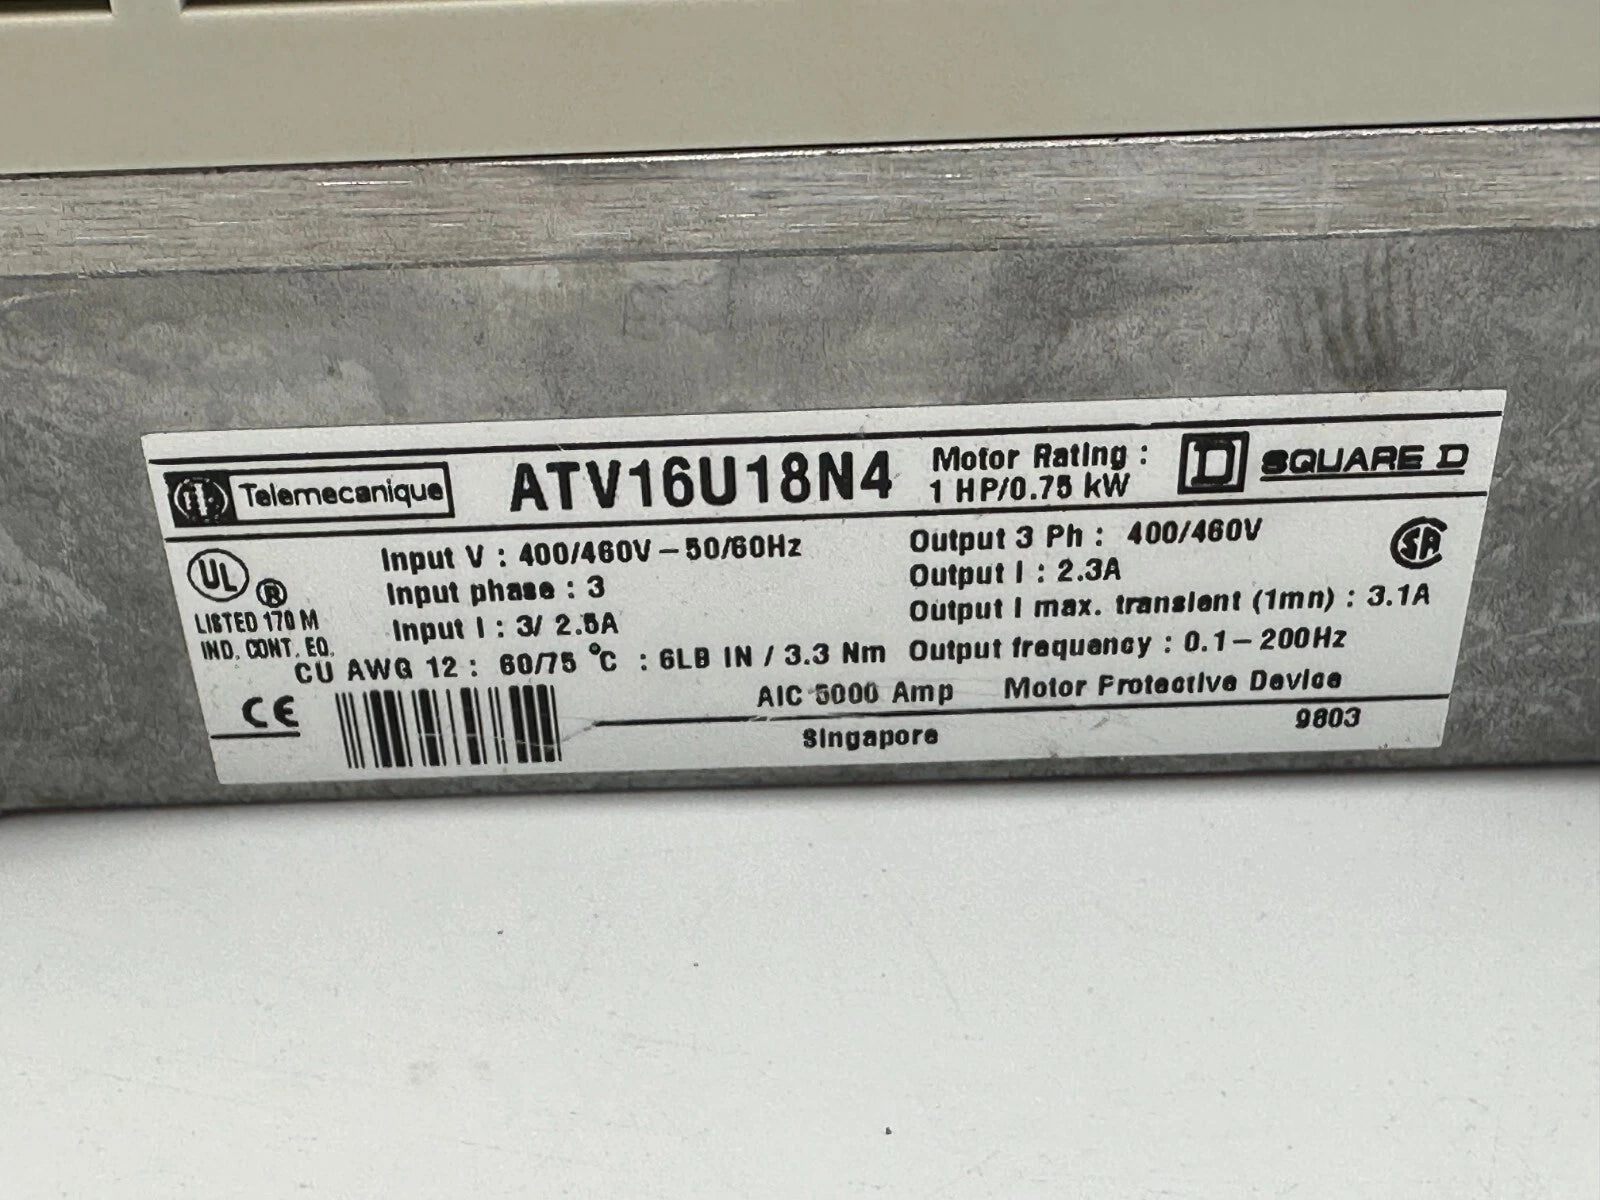 Telemecanique ATV16U18N4 Motor Rating : D SQUARE D
1 HP/0.75 kW
UL ® Input V : 400/460V – 50/60Hz Output 3 Ph : 400/460V SA
Input phase : 3 Output I : 2.3A
LISTED 170 M Input I : 3/ 2.5A Output I max. transient (1mn) : 3.1A
IND. CONT. EQ.
CU AWG 12 : 60/75 °C : 6LB IN / 3.3 Nm Output frequency : 0.1 – 200Hz
CE AIC 5000 Amp Motor Protective Device
Singapore 9803